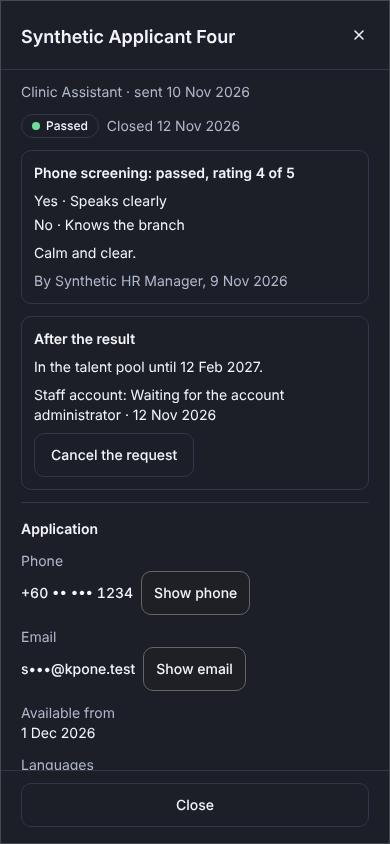 Synthetic Applicant Four
Clinic Assistant · sent 10 Nov 2026
Passed Closed 12 Nov 2026
Phone screening: passed, rating 4 of 5
Yes · Speaks clearly
No · Knows the branch
Calm and clear.
By Synthetic HR Manager, 9 Nov 2026
After the result
In the talent pool until 12 Feb 2027.
Staff account: Waiting for the account
administrator · 12 Nov 2026
Cancel the request
Application
Phone
+60 •• ••• 1234 Show phone
Email
s•••@kpone.test Show email
Available from
1 Dec 2026
Languages
Close